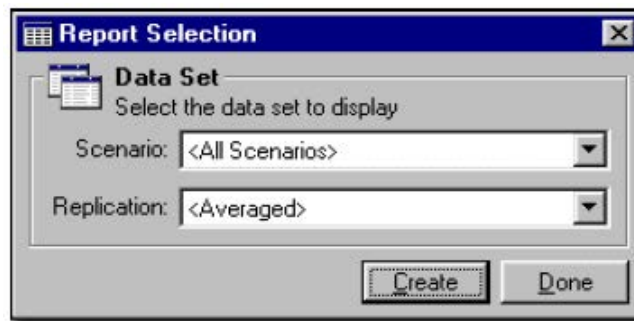 Report Selection
Data Set
Select the data set to display
Scenario: <All Scenarios>
Replication: <Averaged>
Create Done